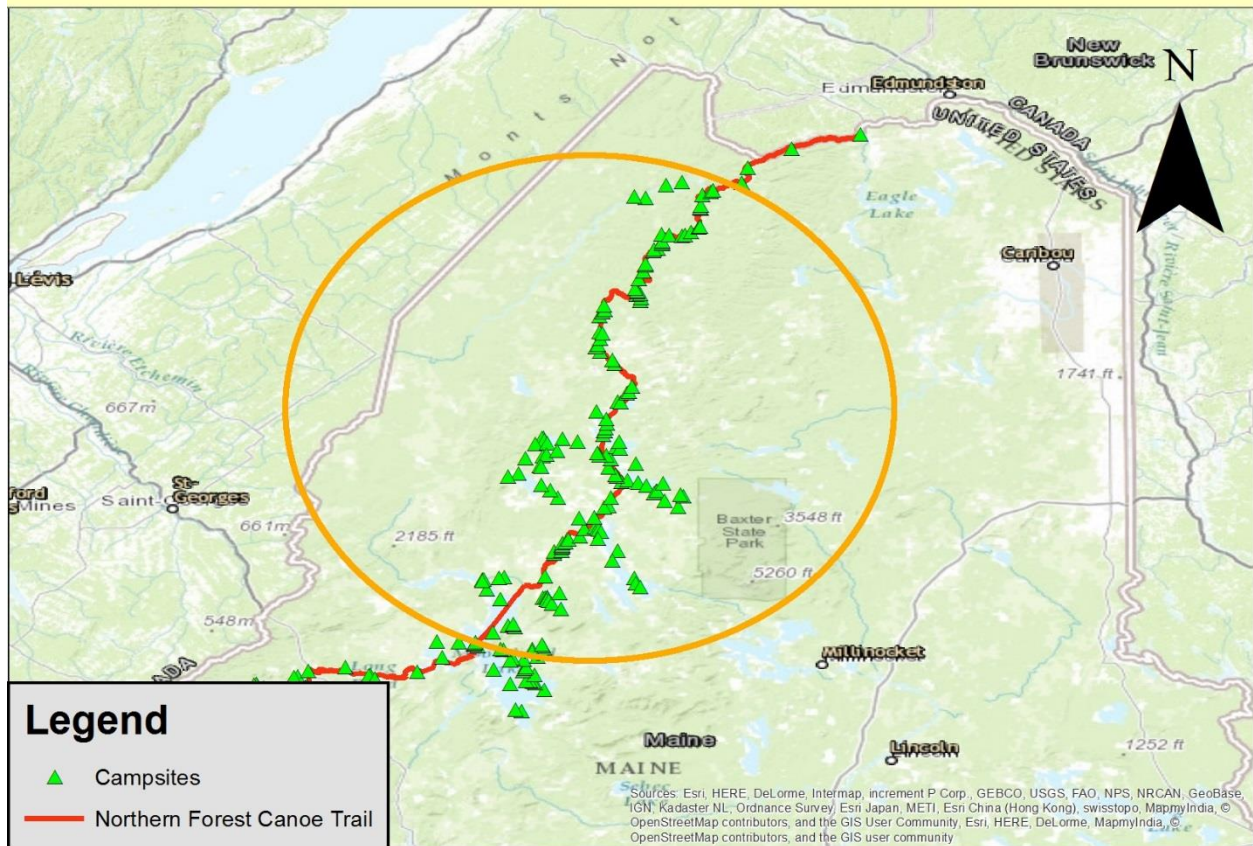 New
Brunswick
N
Edmundston
Edmundston
CANADA
UNITED STATES
Monts Not
Eagle
Lake
Lévis
Caribou
Rivière Etchemin
1741 ft
667m
St-
Georges
Mines
661m
2185 ft
Baxter
State
Park
3548 ft
5260 ft
548m
Millinocket
Long
Maine
MAINE
Lincoln
1252 ft
Lake
Legend
Campsites
Northern Forest Canoe Trail
Sources: Esri, HERE, DeLorme, Intermap, increment P Corp., GEBCO, USGS, FAO, NPS, NRCAN, GeoBase,
IGN, Kadaster NL, Ordnance Survey, Esri Japan, METI, Esri China (Hong Kong), swisstopo, MapmyIndia, ©
OpenStreetMap contributors, and the GIS User Community, Esri, HERE, DeLorme, MapmyIndia, ©
OpenStreetMap contributors, and the GIS user community